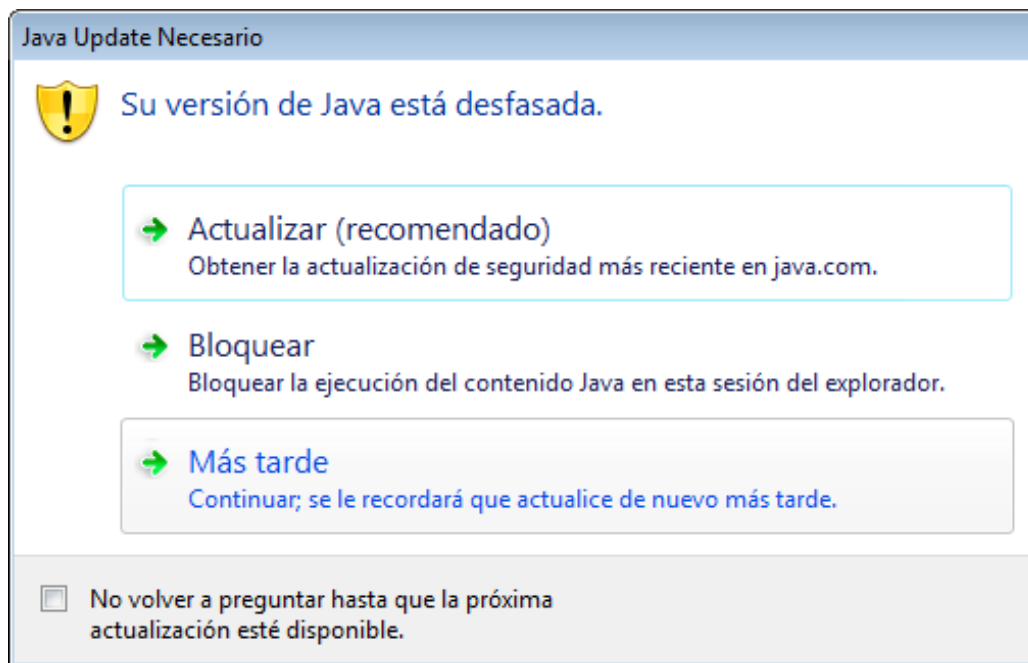 Java Update Necesario
Su versión de Java está desfasada.
Actualizar (recomendado)
Obtener la actualización de seguridad más reciente en java.com.
Bloquear
Bloquear la ejecución del contenido Java en esta sesión del explorador.
Más tarde
Continuar; se le recordará que actualice de nuevo más tarde.
No volver a preguntar hasta que la próxima
actualización esté disponible.